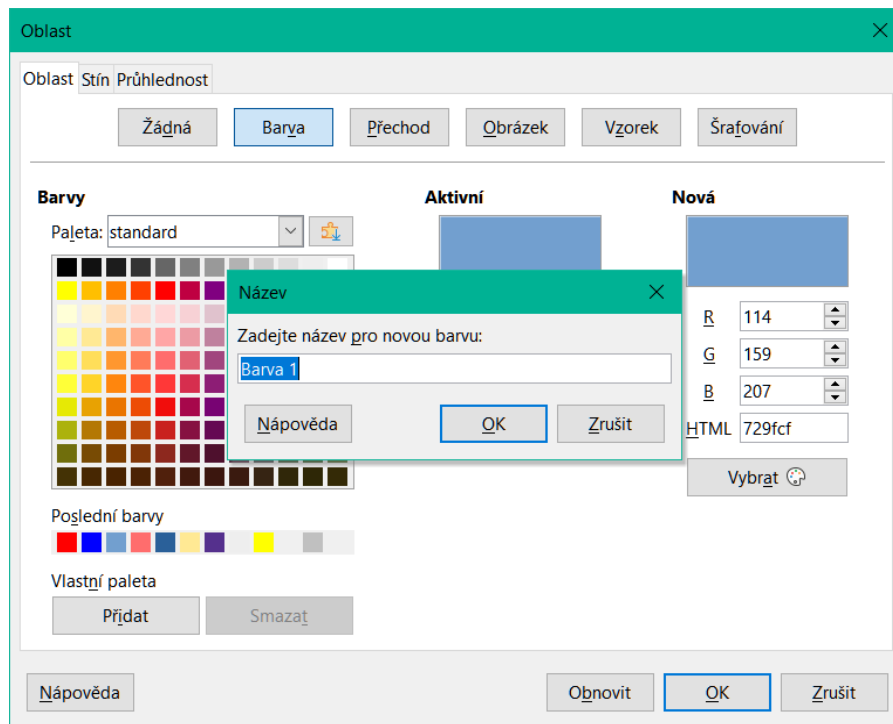 Oblast
Oblast Stín Průhlednost
Žádná Barva Přechod Obrázek Vzorek Šrafování
Barvy Aktivní Nová
Paleta: standard
Název
Zadejte název pro novou barvu:
Barva 1
Nápověda OK Zrušit
R 114
G 159
B 207
HTML 729fcf
Vybrat
Poslední barvy
Vlastní paleta
Přidat Smazat
Nápověda Obnovit OK Zrušit